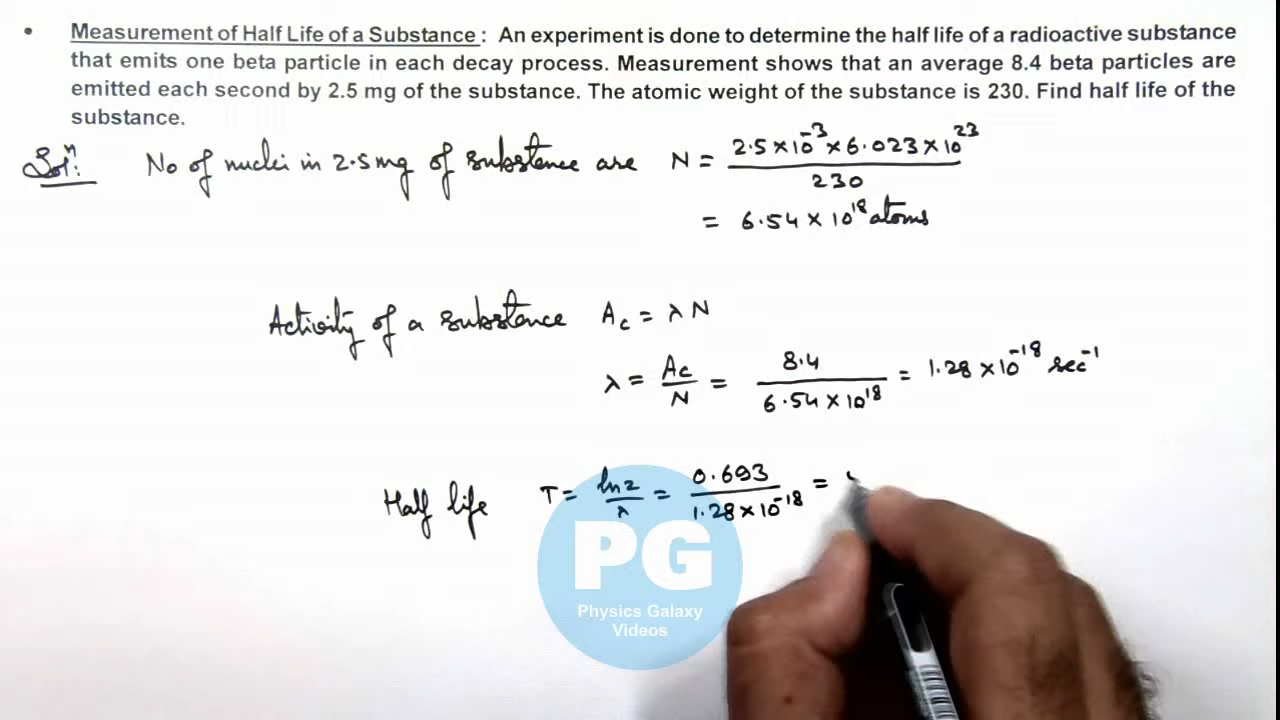 • Measurement of Half Life of a Substance : An experiment is done to determine the half life of a radioactive substance
that emits one beta particle in each decay process. Measurement shows that an average 8.4 beta particles are
emitted each second by 2.5 mg of the substance. The atomic weight of the substance is 230. Find half life of the
substance.
Solⁿ: No of nuclei in 2.5mg of substance are N = 2.5×10⁻³×6.023×10²³ / 230
= 6.54×10¹⁸ atoms
Activity of a substance A_c = λN
λ = A_c/N = 8.4 / 6.54×10¹⁸ = 1.28×10⁻¹⁸ sec⁻¹
Half life T = ln2/λ = 0.693 / 1.28×10⁻¹⁸ =
PG
Physics Galaxy
Videos